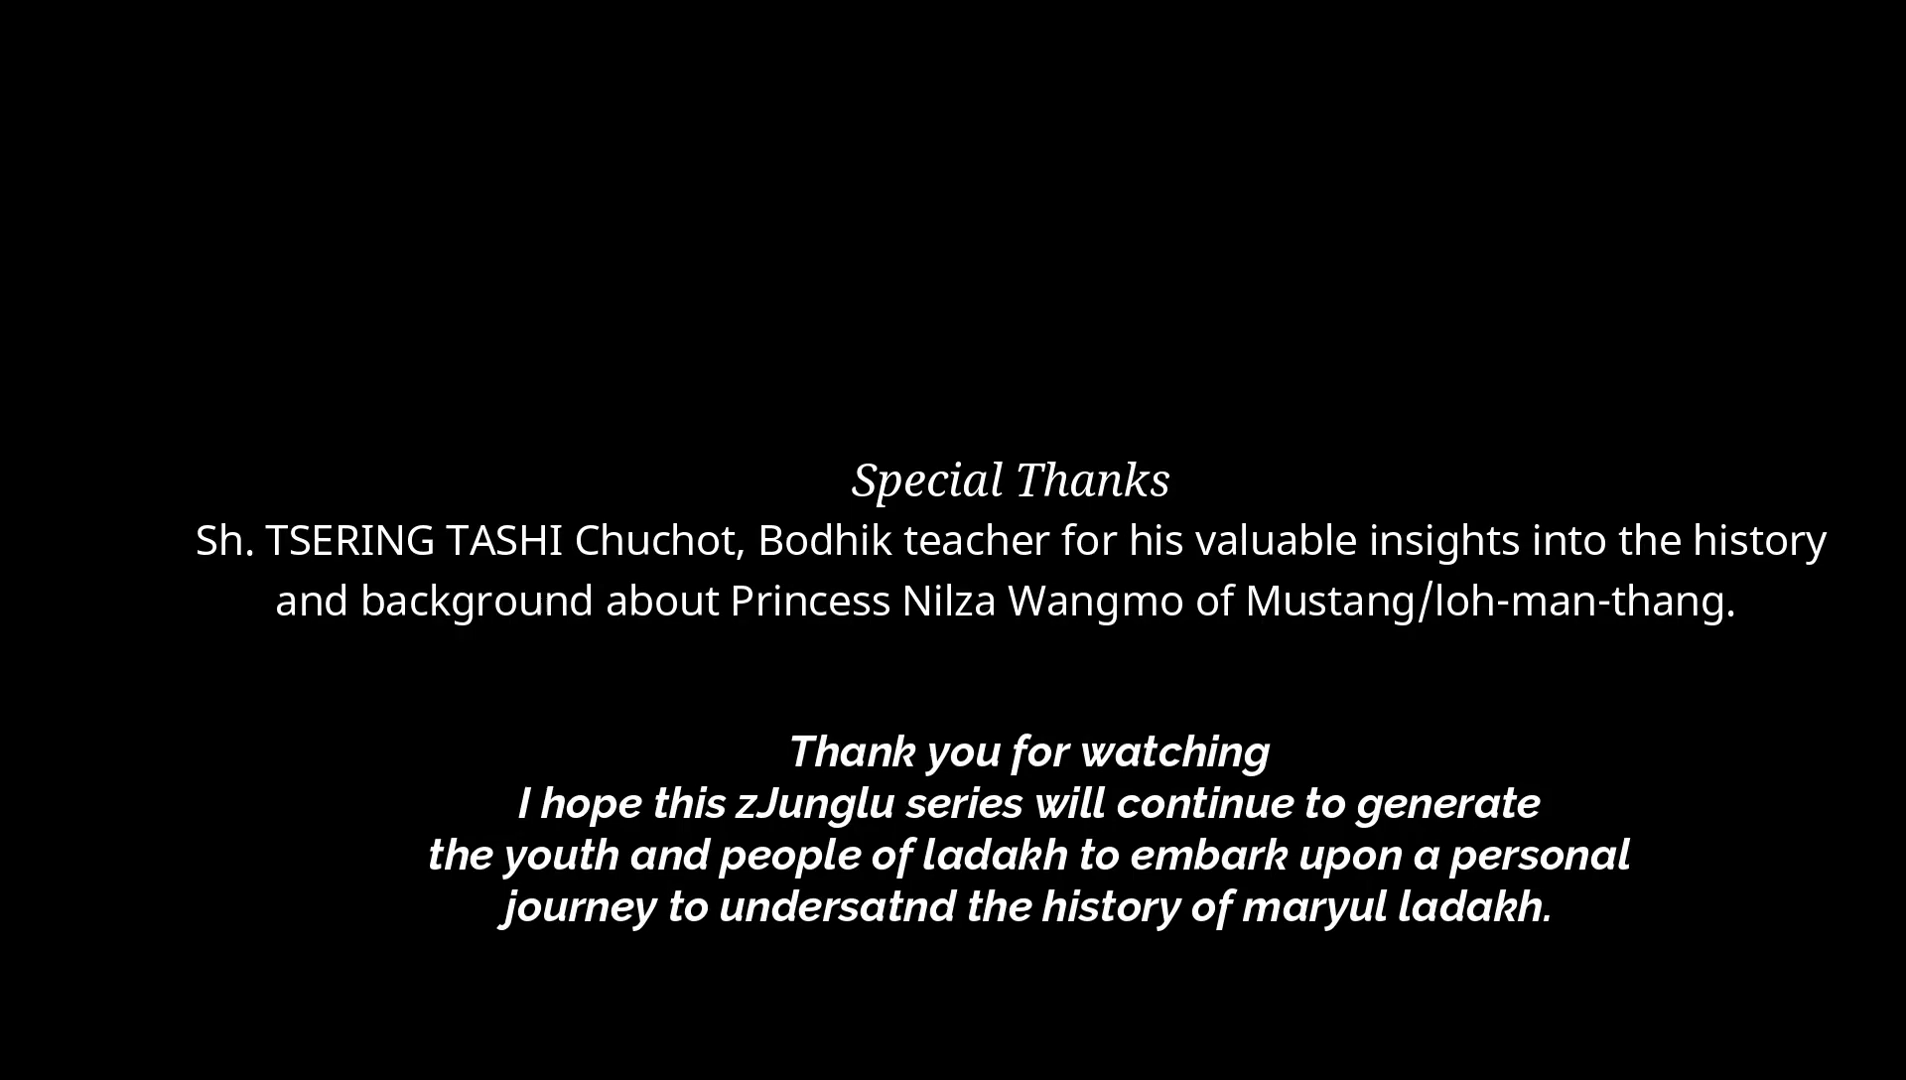 Special Thanks
Sh. TSERING TASHI Chuchot, Bodhik teacher for his valuable insights into the history
and background about Princess Nilza Wangmo of Mustang/loh-man-thang.
Thank you for watching
I hope this zJunglu series will continue to generate
the youth and people of ladakh to embark upon a personal
journey to undersatnd the history of maryul ladakh.